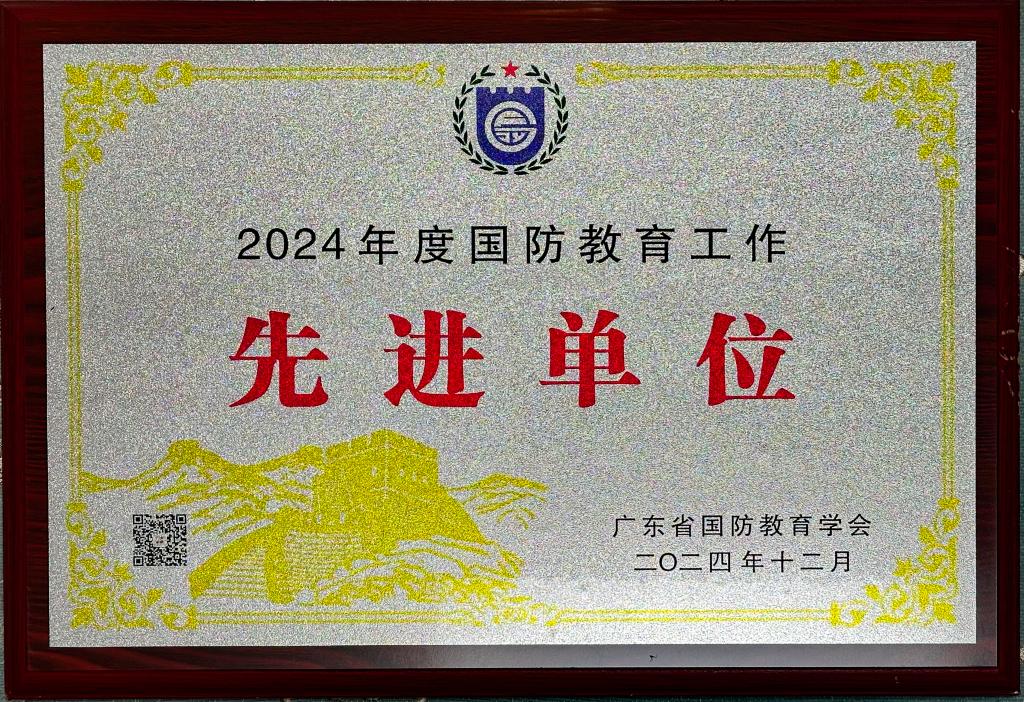 2024年度国防教育工作
先进单位
广东省国防教育学会
二〇二四年十二月